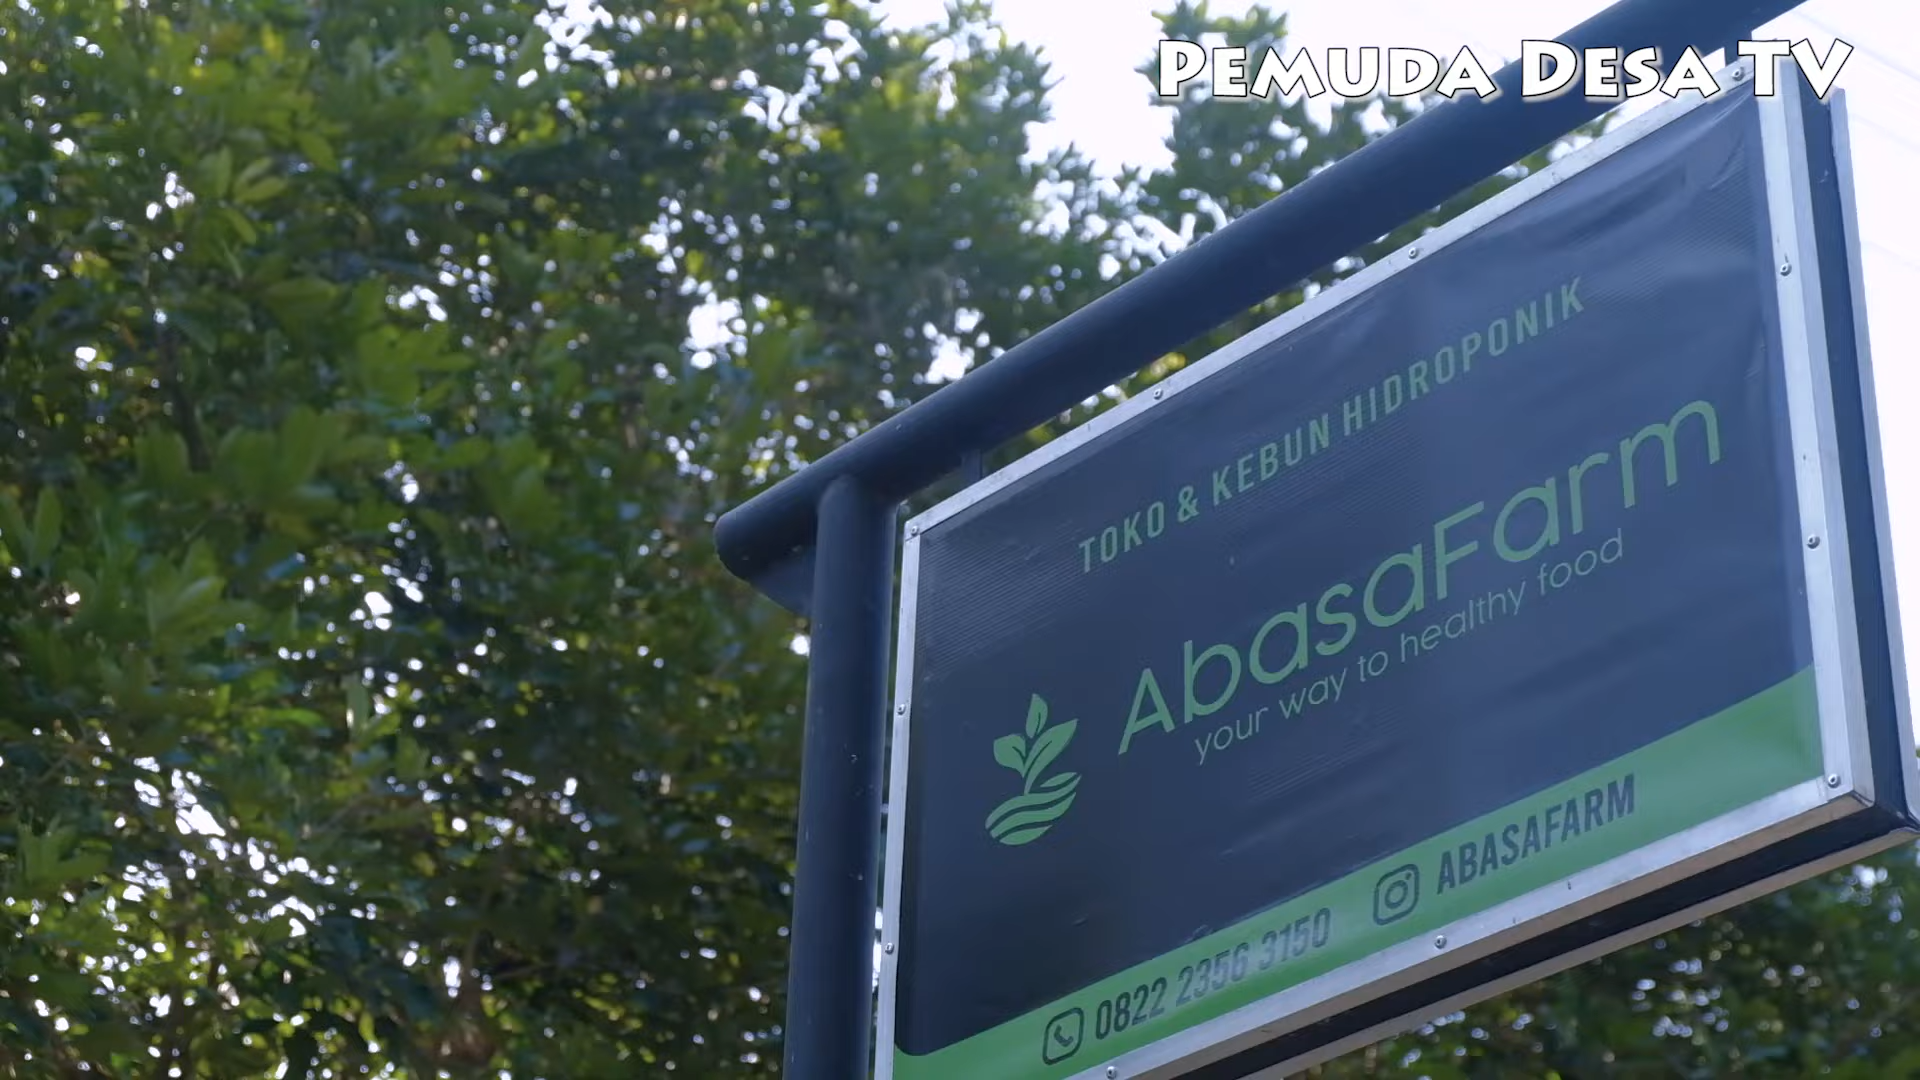 PEMUDA DESA TV
TOKO & KEBUN HIDROPONIK
AbasaFarm
your way to healthy food
0822 2356 3150 ABASAFARM